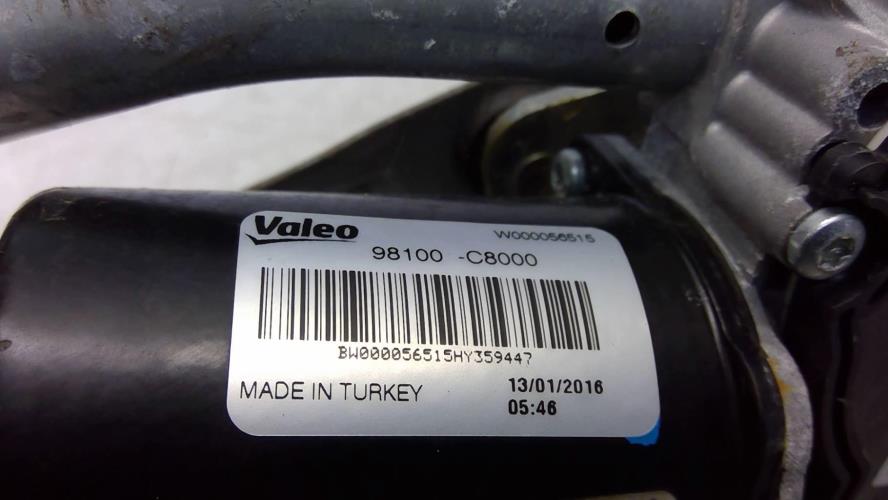 Valeo W000056515
98100 -C8000
BW000056515HY359447
MADE IN TURKEY 13/01/2016
05:46